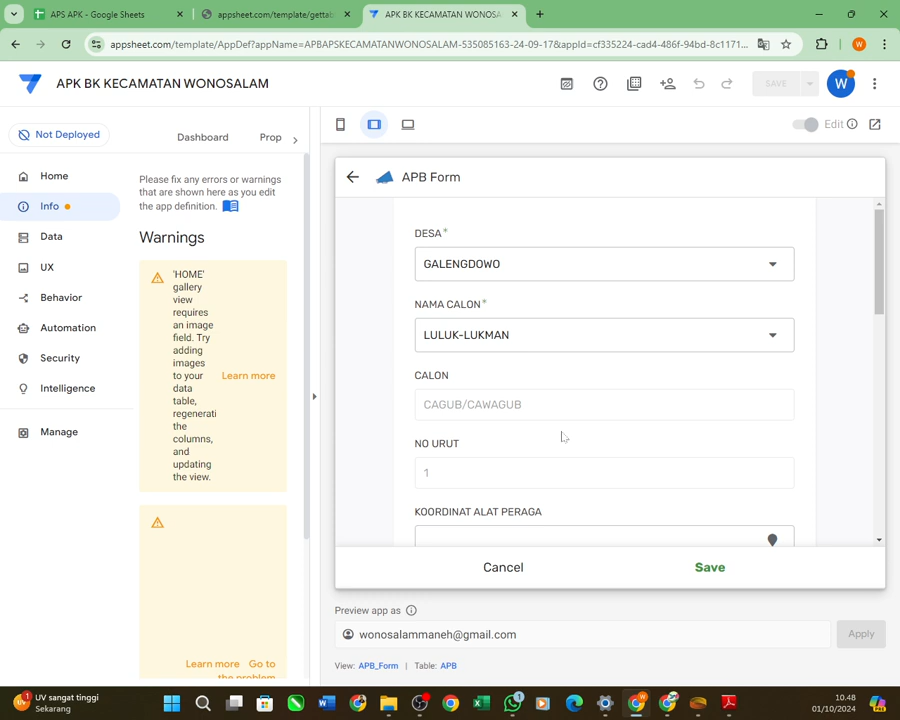 APS APK - Google Sheets
appsheet.com/template/gettab
APK BK KECAMATAN WONOSA
appsheet.com/template/AppDef?appName=APBAPSKECAMATANWONOSALAM-535085163-24-09-17&appId=cf335224-cad4-486f-94bd-8c1171...
W
APK BK KECAMATAN WONOSALAM
SAVE
W
Not Deployed
Dashboard
Prop
Edit
Home
Info
Data
UX
Behavior
Automation
Security
Intelligence
Manage
Please fix any errors or warnings
that are shown here as you edit
the app definition.
Warnings
'HOME'
gallery
view
requires
an image
field. Try
adding
images
to your
data
table,
regenerati
the
columns,
and
updating
the view.
Learn more
Learn more Go to
the problem
APB Form
DESA*
GALENGDOWO
NAMA CALON*
LULUK-LUKMAN
CALON
CAGUB/CAWAGUB
NO URUT
1
KOORDINAT ALAT PERAGA
Cancel
Save
Preview app as
wonosalammaneh@gmail.com
Apply
View: APB_Form | Table: APB
UV sangat tinggi
Sekarang
10.48
01/10/2024